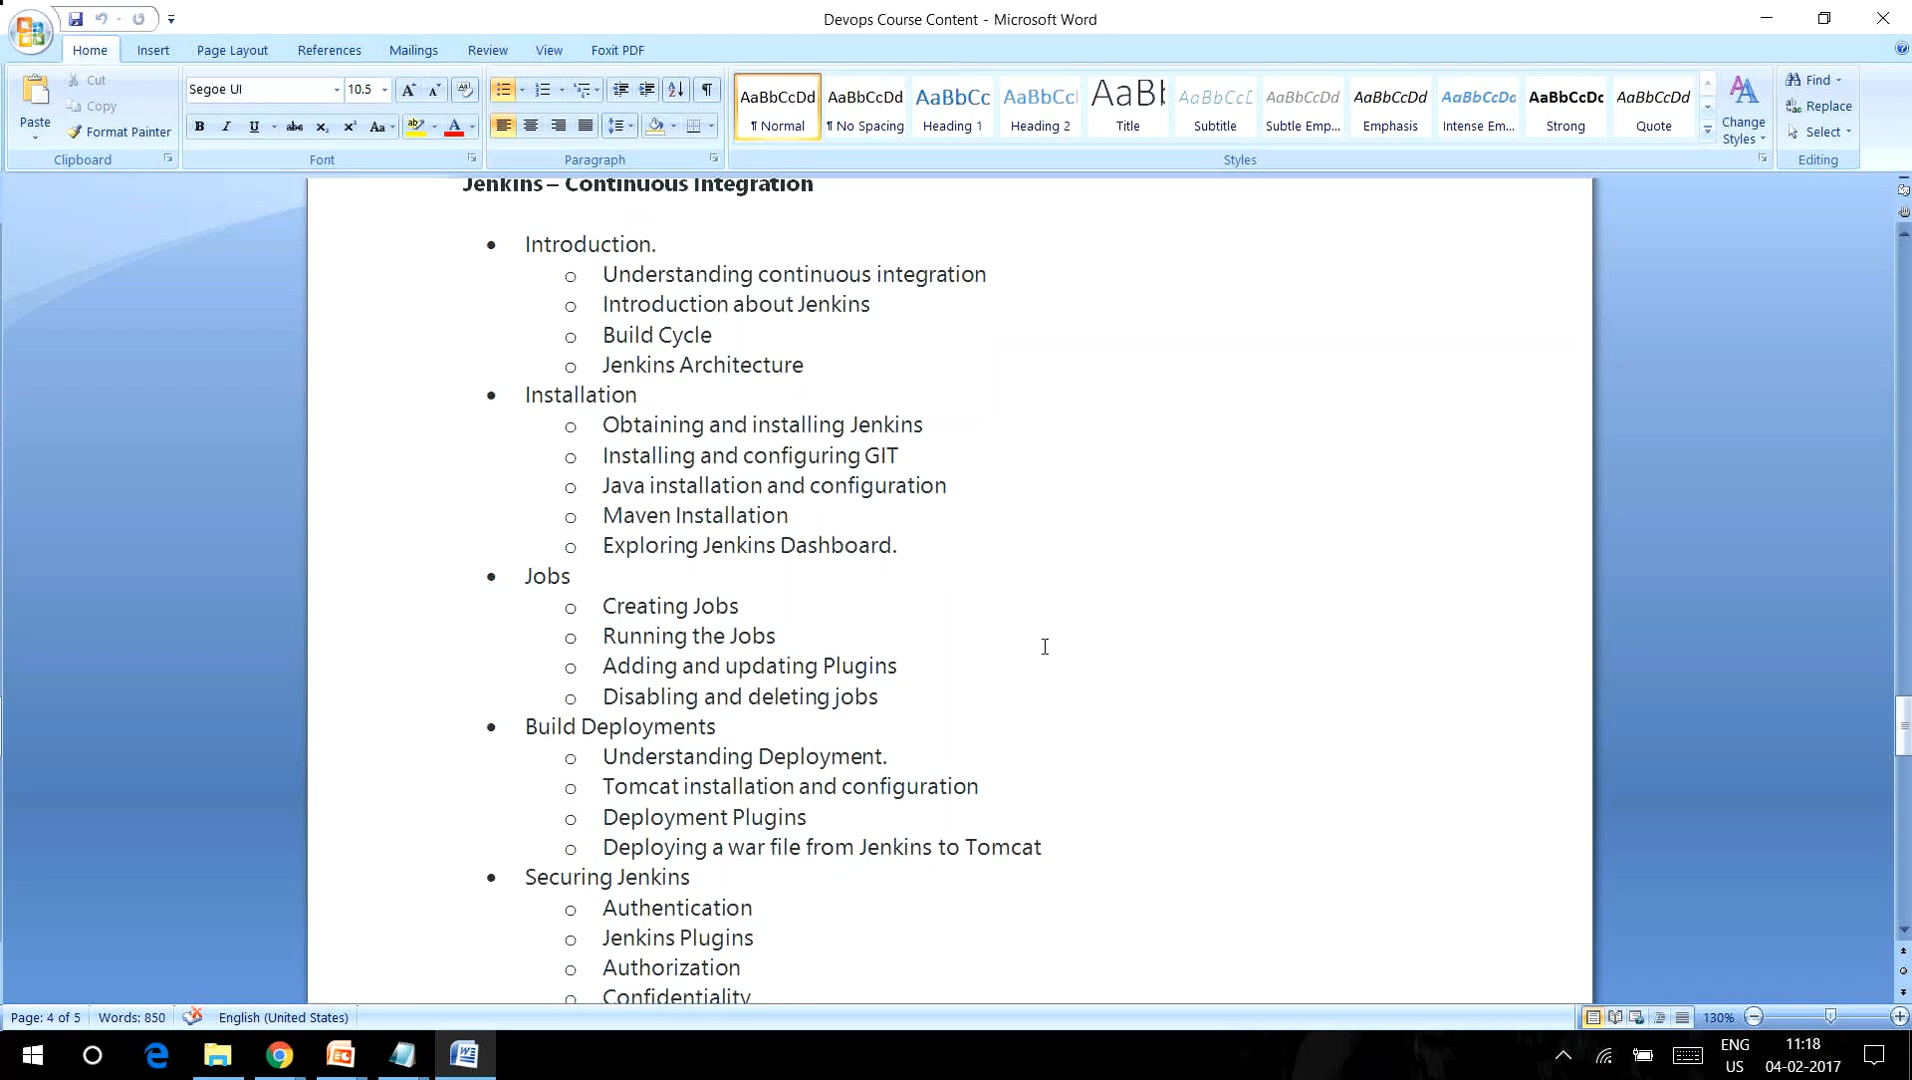 Devops Course Content - Microsoft Word
Home Insert Page Layout References Mailings Review View Foxit PDF
Paste
Cut
Copy
Format Painter
Clipboard
Segoe UI 10.5
Font
Paragraph
AaBbCcDd AaBbCcDd AaBbCc AaBbCc AaB AaBbCcD AaBbCcDd AaBbCcDd AaBbCcDd AaBbCcDc AaBbCcDd
¶ Normal ¶ No Spacing Heading 1 Heading 2 Title Subtitle Subtle Emp... Emphasis Intense Em... Strong Quote
Change Styles
Styles
Find
Replace
Select
Editing
Jenkins – Continuous Integration
• Introduction.
o Understanding continuous integration
o Introduction about Jenkins
o Build Cycle
o Jenkins Architecture
• Installation
o Obtaining and installing Jenkins
o Installing and configuring GIT
o Java installation and configuration
o Maven Installation
o Exploring Jenkins Dashboard.
• Jobs
o Creating Jobs
o Running the Jobs
o Adding and updating Plugins
o Disabling and deleting jobs
• Build Deployments
o Understanding Deployment.
o Tomcat installation and configuration
o Deployment Plugins
o Deploying a war file from Jenkins to Tomcat
• Securing Jenkins
o Authentication
o Jenkins Plugins
o Authorization
o Confidentiality
Page: 4 of 5 Words: 850 English (United States) 130%
ENG 11:18
US 04-02-2017